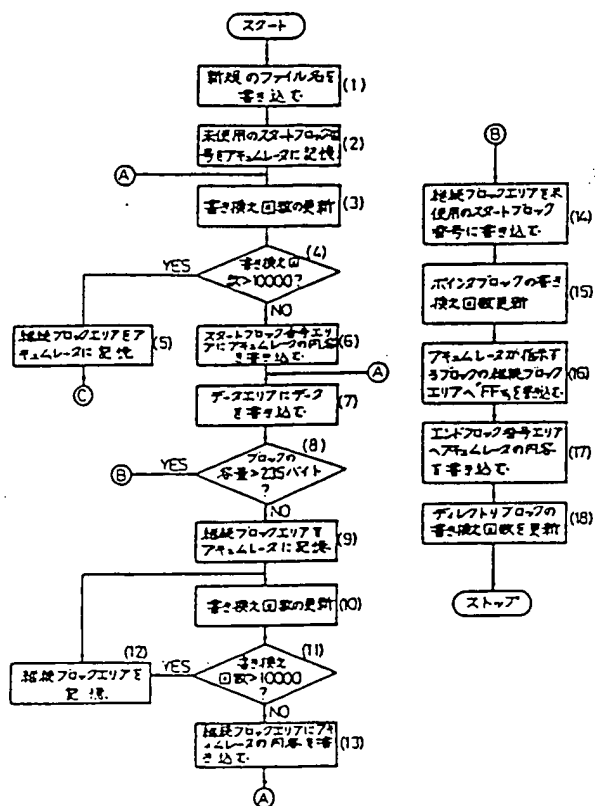 スタート
新規のファイル名を
書き込む
(1)
未使用のスタートブロック番
号をアキュムレータに記憶
(2)
A
書き換え回数の更新
(3)
書き換え回
数>10000?
(4)
YES
NO
継続ブロックエリアをア
キュムレータに記憶
(5)
C
スタートブロック番号エリ
アにアキュムレータの内容
を書き込む
(6)
A
データエリアにデータ
を書き込む
(7)
ブロックの
容量>235バイト
?
(8)
YES
B
NO
継続ブロックエリアを
アキュムレータに記憶
(9)
書き換え回数の更新
(10)
書き換え
回数>10000
?
(11)
YES
(12)
継続ブロックエリアを
記憶
NO
継続ブロックエリアにアキ
ュムレータの内容を書き
込む
(13)
A
B
継続ブロックエリアを未
使用のスタートブロック
番号に書き込む
(14)
ポインタブロックの書き
換え回数更新
(15)
アキュムレータが指示す
るブロックの継続ブロック
エリアへ"FF"を書き込む
(16)
エンドブロック番号エリア
へアキュムレータの内容
を書き込む
(17)
ディレクトリブロックの
書き換え回数を更新
(18)
ストップ